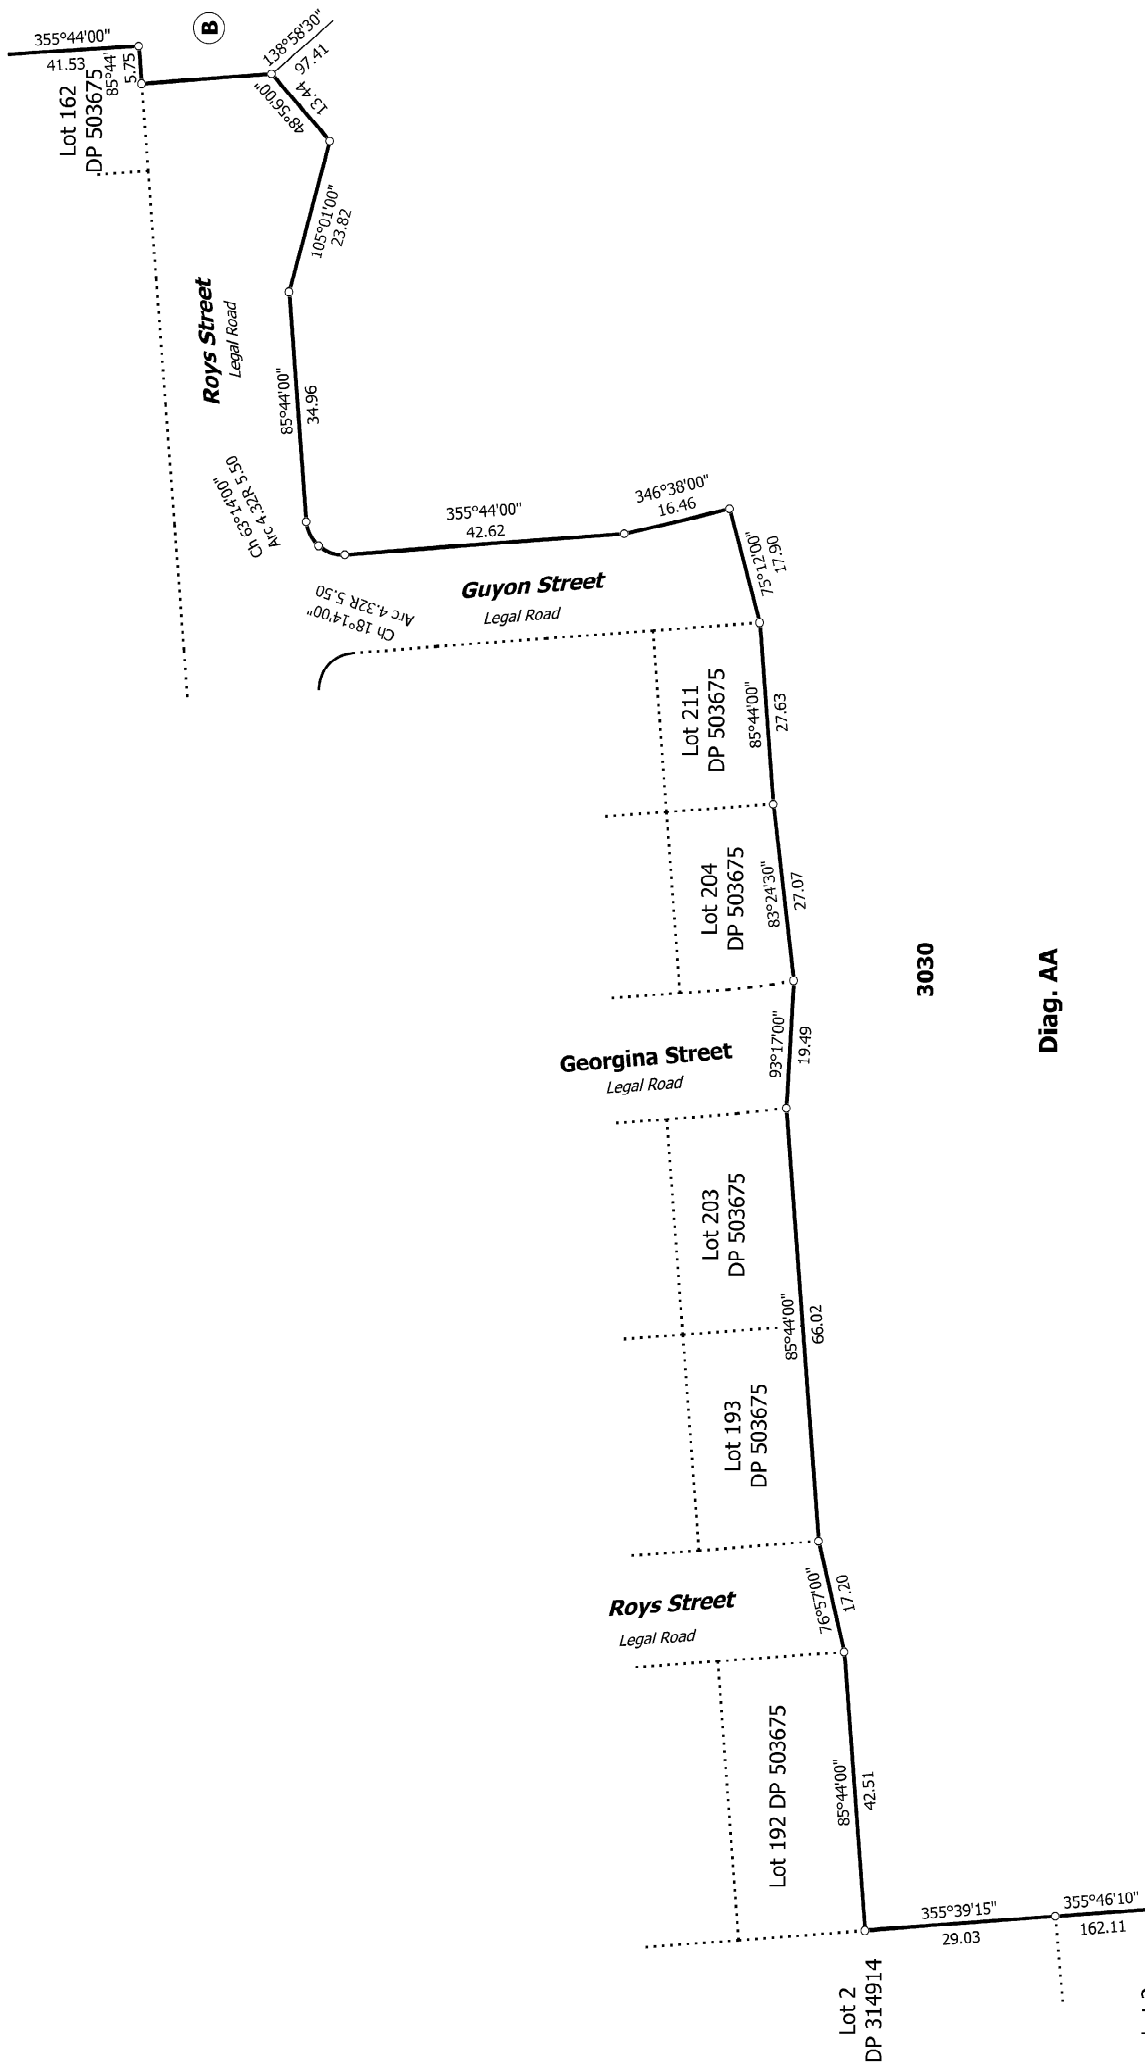 355°44'00"
41.53
85°44'
5.75
B
138°58'30"
97.41
48°56'00"
13.44
Lot 162
DP 503675
105°01'00"
23.82
Roys Street
Legal Road
85°44'00"
34.96
Ch 63°14'00"
Arc 4.32R 5.50
355°44'00"
42.62
346°38'00"
16.46
Ch 18°14'00"
Arc 4.32R 5.50
Guyon Street
Legal Road
75°12'00"
17.90
Lot 211
DP 503675
85°44'00"
27.63
Lot 204
DP 503675
83°24'30"
27.07
3030
Diag. AA
Georgina Street
Legal Road
93°17'00"
19.49
Lot 203
DP 503675
85°44'00"
66.02
Lot 193
DP 503675
Roys Street
Legal Road
76°57'00"
17.20
Lot 192 DP 503675
85°44'00"
42.51
355°39'15"
29.03
355°46'10"
162.11
Lot 2
DP 314914